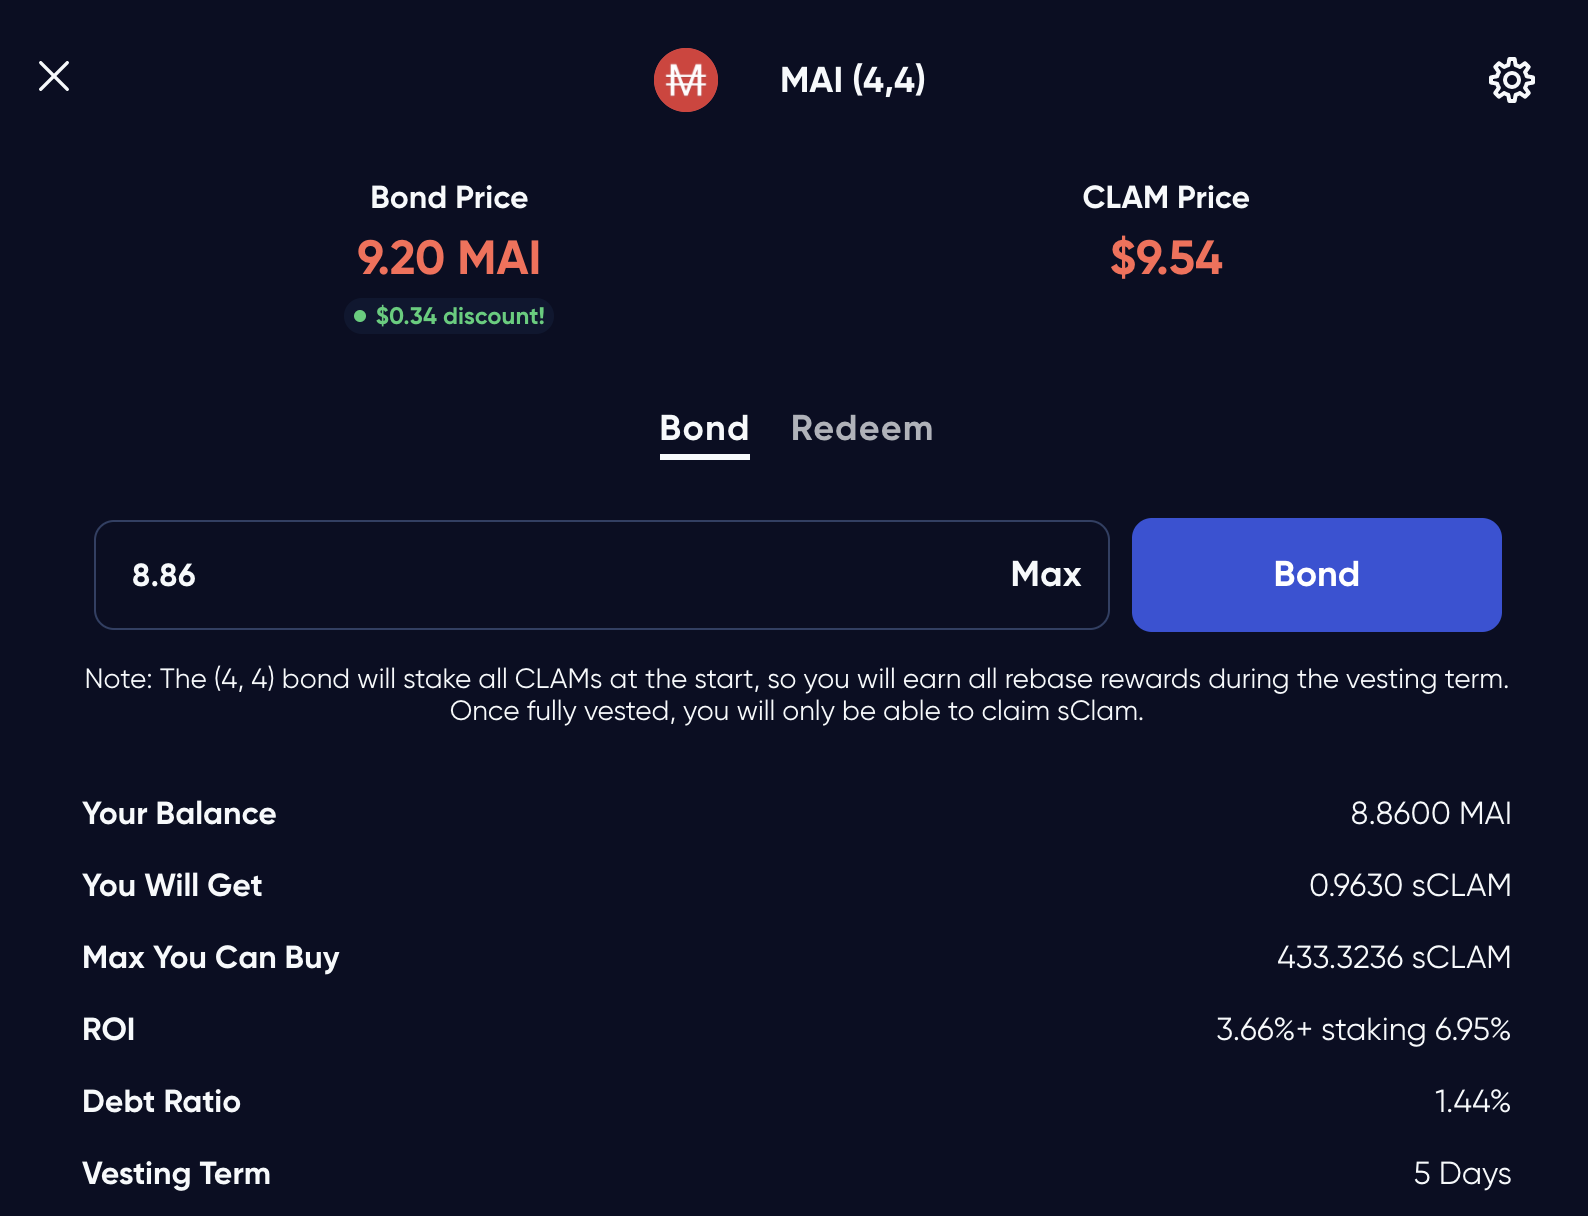 MAI (4,4)
Bond Price
CLAM Price
9.20 MAI
$9.54
$0.34 discount!
Bond
Redeem
8.86
Max
Bond
Note: The (4, 4) bond will stake all CLAMs at the start, so you will earn all rebase rewards during the vesting term.
Once fully vested, you will only be able to claim sClam.
Your Balance
8.8600 MAI
You Will Get
0.9630 sCLAM
Max You Can Buy
433.3236 sCLAM
ROI
3.66%+ staking 6.95%
Debt Ratio
1.44%
Vesting Term
5 Days